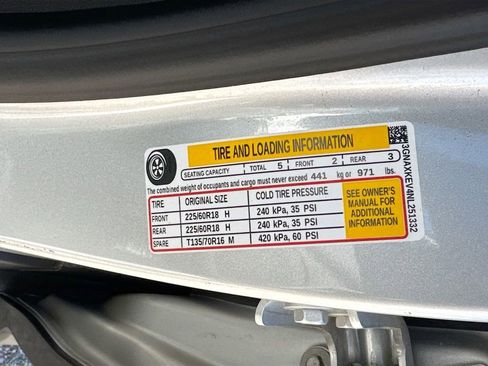 TIRE AND LOADING INFORMATION
SEATING CAPACITY TOTAL 5 FRONT 2 REAR 3
The combined weight of occupants and cargo must never exceed 441 kg or 971 lbs.
TIRE ORIGINAL SIZE COLD TIRE PRESSURE
FRONT 225/60R18 H 240 kPa, 35 PSI
REAR 225/60R18 H 240 kPa, 35 PSI
SPARE T135/70R16 M 420 kPa, 60 PSI
SEE OWNER'S
MANUAL FOR
ADDITIONAL
INFORMATION
3GNAXKEV4NL251332